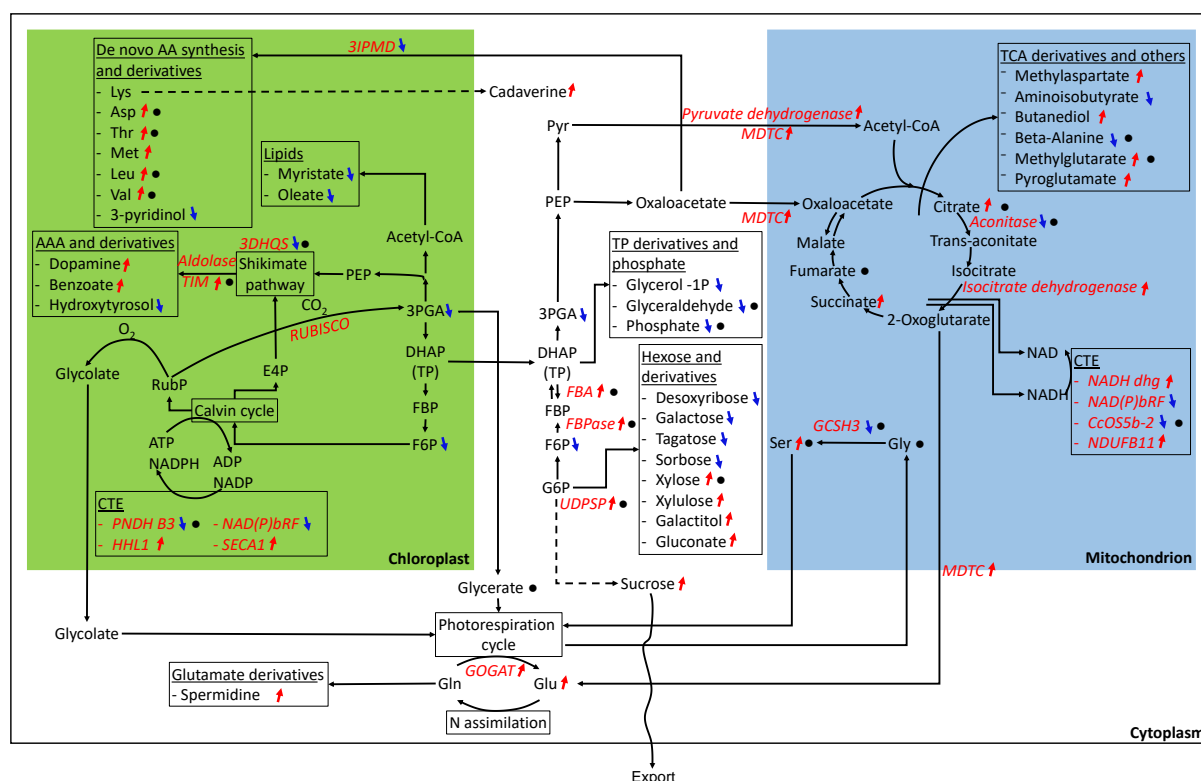 De novo AA synthesis
and derivatives
- Lys
- Asp
- Thr
- Met
- Leu
- Val
- 3-pyridinol
3IPMD
Cadaverine
Lipids
- Myristate
- Oleate
Acetyl-CoA
AAA and derivatives
- Dopamine
- Benzoate
- Hydroxytyrosol
Aldolase
TIM
3DHQS
Shikimate
pathway
PEP
CO2
RUBISCO
3PGA
O2
Glycolate
RubP
E4P
DHAP
(TP)
FBP
F6P
Calvin cycle
ATP
NADPH
ADP
NADP
CTE
- PNDH B3
- NAD(P)bRF
- HHL1
- SECA1
Chloroplast
Pyr
PEP
Oxaloacetate
3PGA
DHAP
(TP)
FBA
FBP
FBPase
F6P
G6P
UDPSP
TP derivatives and
phosphate
- Glycerol -1P
- Glyceraldehyde
- Phosphate
Hexose and
derivatives
- Desoxyribose
- Galactose
- Tagatose
- Sorbose
- Xylose
- Xylulose
- Galactitol
- Gluconate
Sucrose
Pyruvate dehydrogenase
MDTC
Acetyl-CoA
MDTC
Oxaloacetate
Citrate
Aconitase
Trans-aconitate
Malate
Fumarate
Isocitrate
Isocitrate dehydrogenase
Succinate
2-Oxoglutarate
TCA derivatives and others
- Methylaspartate
- Aminoisobutyrate
- Butanediol
- Beta-Alanine
- Methylglutarate
- Pyroglutamate
NAD
NADH
CTE
- NADH dhg
- NAD(P)bRF
- CcOS5b-2
- NDUFB11
GCSH3
Ser
Gly
Mitochondrion
MDTC
Glycerate
Glycolate
Photorespiration
cycle
GOGAT
Gln
Glu
N assimilation
Glutamate derivatives
- Spermidine
Cytoplasm
Export